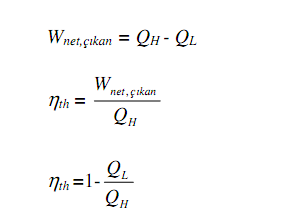 W_net,çıkan = Q_H - Q_L
η_th = W_net,çıkan / Q_H
η_th = 1 - Q_L / Q_H